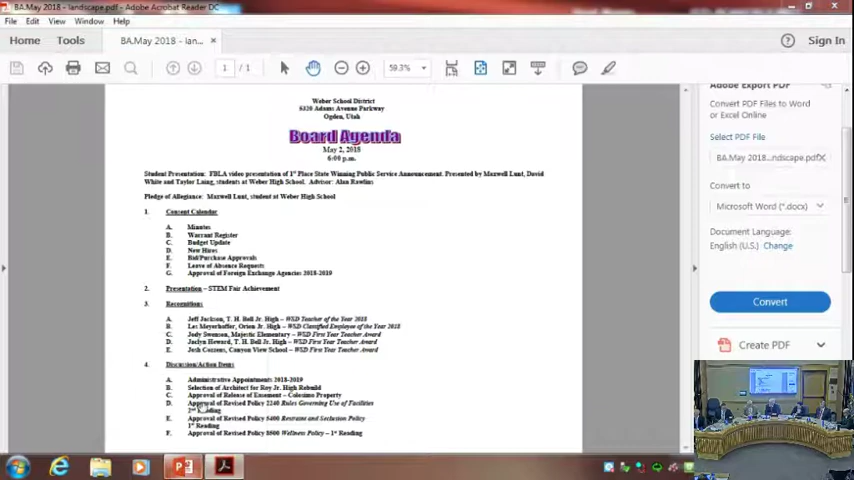 BA.May 2018 - landscape.pdf - Adobe Acrobat Reader DC
File Edit View Window Help
Home Tools BA.May 2018 - lan... × Sign In
1 / 1 59.3%
Weber School District
5320 Adams Avenue Parkway
Ogden, Utah
Board Agenda
May 2, 2018
6:00 p.m.
Student Presentation: FBLA video presentation of 1st Place State Winning Public Service Announcement. Presented by Maxwell Lunt, David
White and Taylor Laing, students at Weber High School. Advisor: Alan Rawlins
Pledge of Allegiance: Maxwell Lunt, student at Weber High School
1. Consent Calendar
A. Minutes
B. Warrant Register
C. Budget Update
D. New Hires
E. Bid/Purchase Approvals
F. Leave of Absence Requests
G. Approval of Foreign Exchange Agencies 2018-2019
2. Presentation – STEM Fair Achievement
3. Recognitions
A. Jeff Jackson, T. H. Bell Jr. High – WSD Teacher of the Year 2018
B. Les Meyerhoffer, Orion Jr. High – WSD Classified Employee of the Year 2018
C. Jody Swenson, Majestic Elementary – WSD First Year Teacher Award
D. Jaclyn Heward, T. H. Bell Jr. High – WSD First Year Teacher Award
E. Josh Cozzens, Canyon View School – WSD First Year Teacher Award
4. Discussion/Action Items
A. Administrative Appointments 2018-2019
B. Selection of Architect for Roy Jr. High Rebuild
C. Approval of Release of Easement – Colosimo Property
D. Approval of Revised Policy 2240 Rules Governing Use of Facilities
2nd Reading
E. Approval of Revised Policy 5400 Restraint and Seclusion Policy
1st Reading
F. Approval of Revised Policy 8500 Wellness Policy – 1st Reading
Adobe Export PDF
Convert PDF Files to Word
or Excel Online
Select PDF File
BA.May 2018...ndscape.pdf
Convert to
Microsoft Word (*.docx)
Document Language:
English (U.S.) Change
Convert
Create PDF